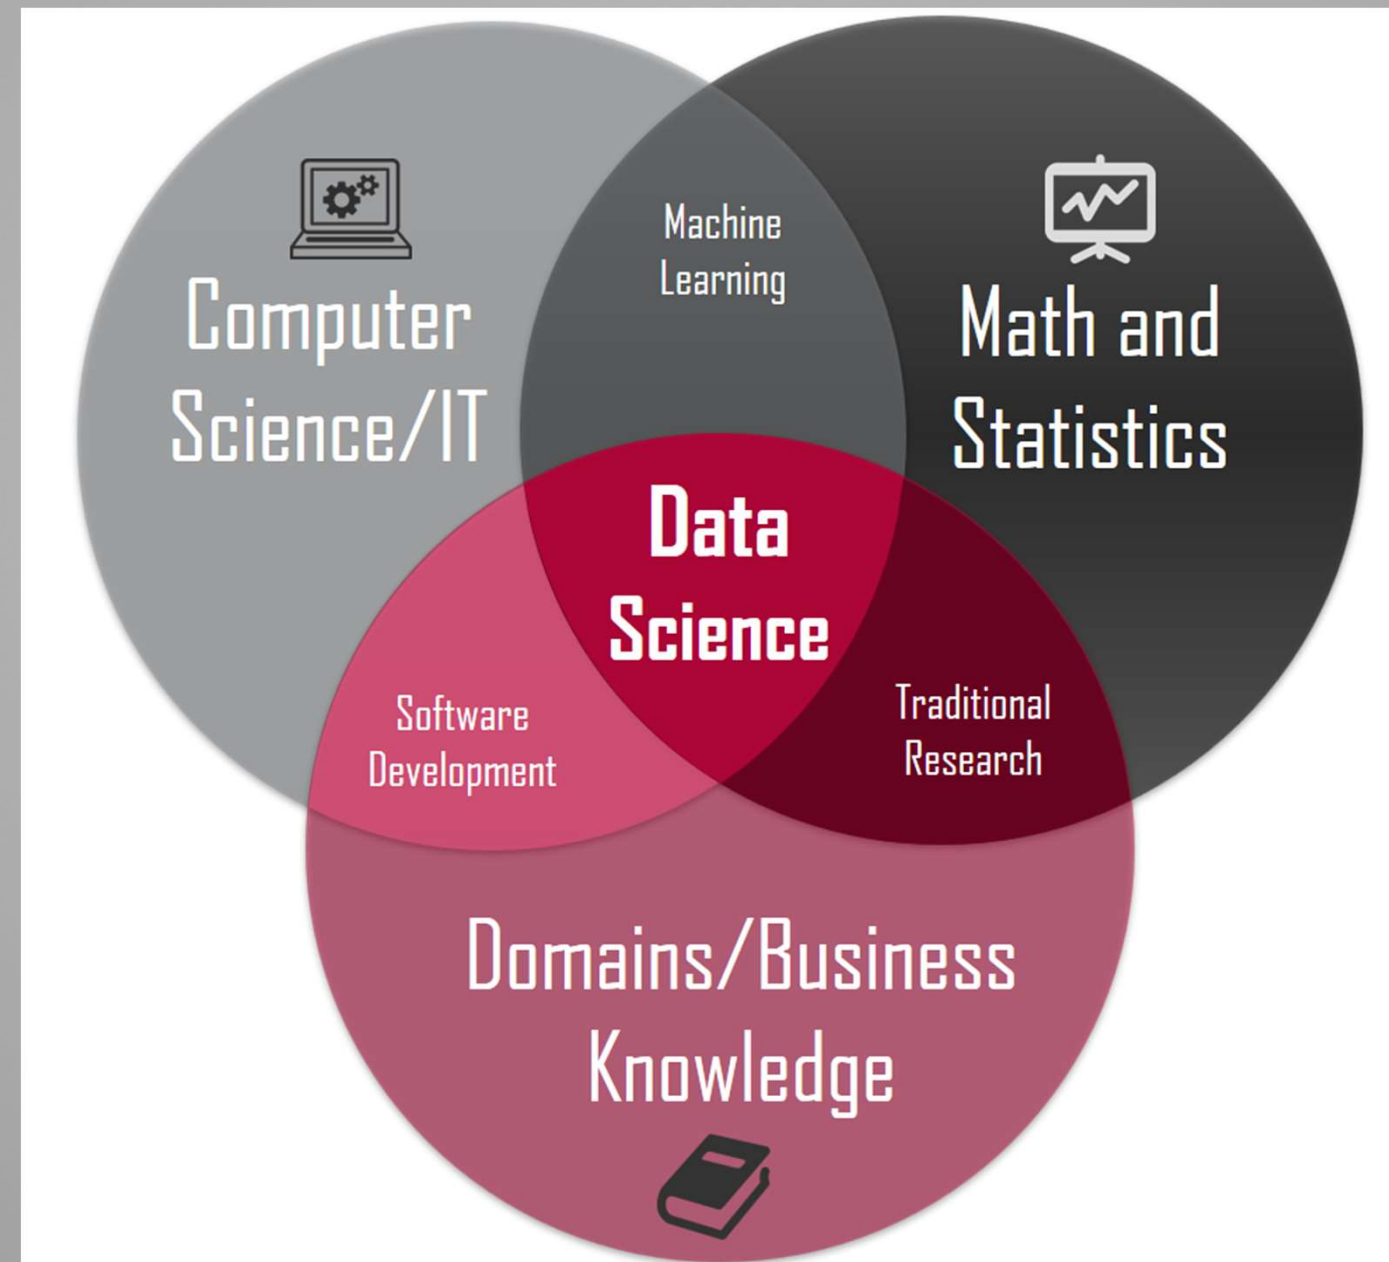 Machine
Learning
Computer
Science/IT
Math and
Statistics
Data
Science
Software
Development
Traditional
Research
Domains/Business
Knowledge